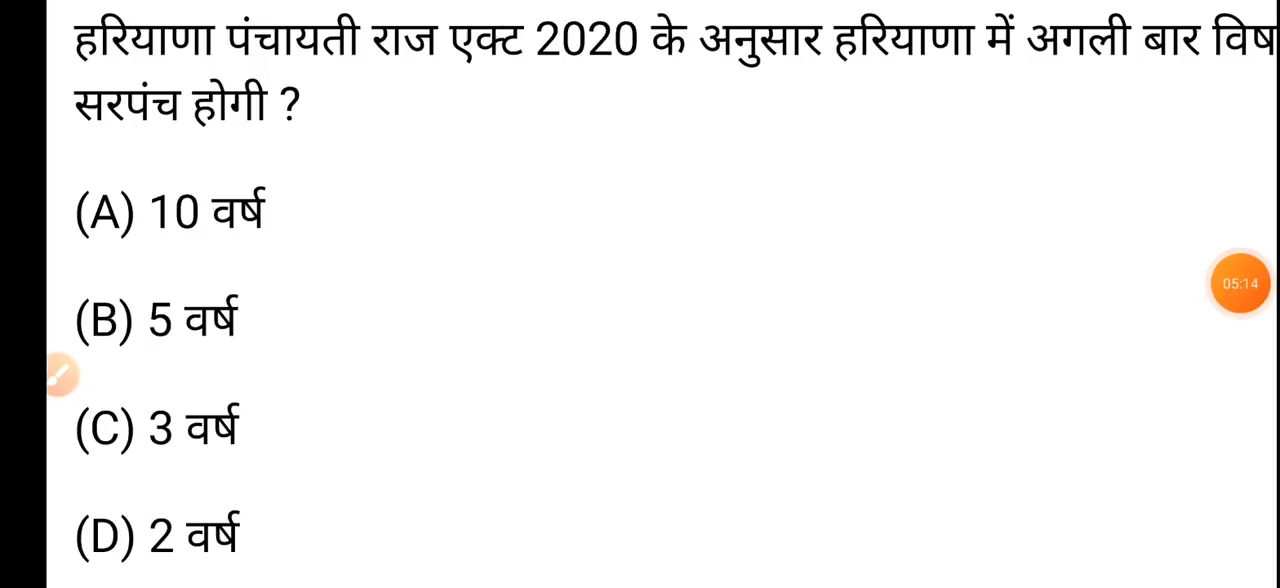 हरियाणा पंचायती राज एक्ट 2020 के अनुसार हरियाणा में अगली बार
सरपंच होगी ?
(A) 10 वर्ष
(B) 5 वर्ष
05:14
(C) 3 वर्ष
(D) 2 वर्ष